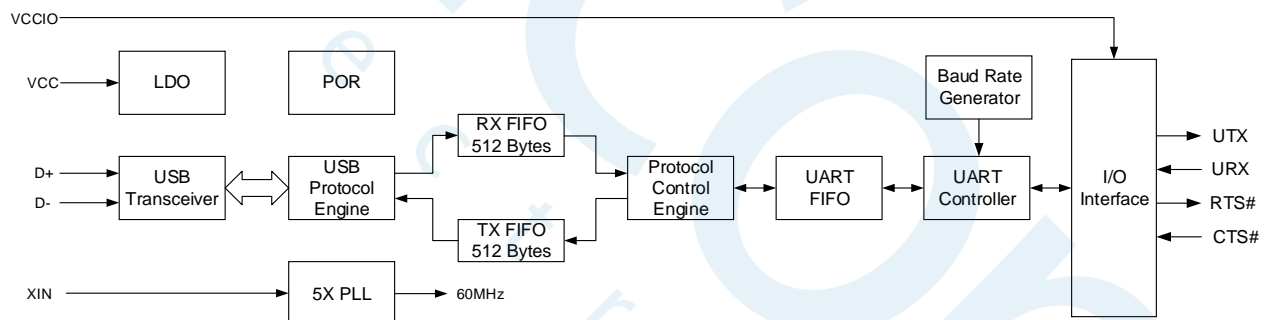 VCCIO
VCC
LDO
POR
Baud Rate
Generator
RX FIFO
512 Bytes
D+
D-
USB
Transceiver
USB
Protocol
Engine
Protocol
Control
Engine
UART
FIFO
UART
Controller
I/O
Interface
UTX
URX
RTS#
CTS#
TX FIFO
512 Bytes
XIN
5X PLL
60MHz